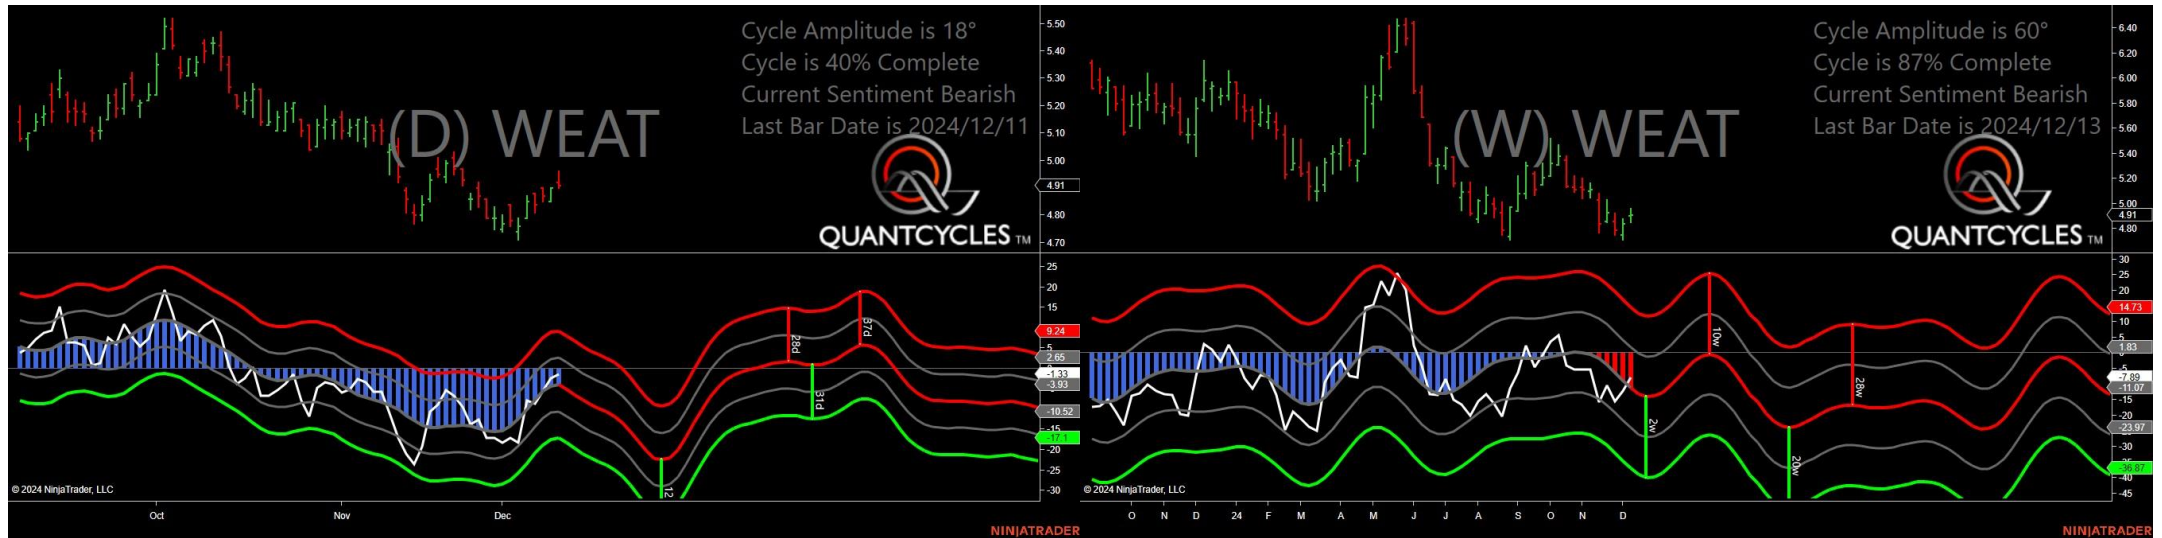 Cycle Amplitude is 18°
Cycle is 40% Complete
Current Sentiment Bearish
Last Bar Date is 2024/12/11
(D) WEAT
QUANTCYCLES TM
5.50
5.40
5.30
5.20
5.10
5.00
4.91
4.80
4.70
25
20
15
9.24
5
2.65
-1.33
-3.93
-10.52
-15
-17.1
-20
-25
-30
28d
37d
31d
12
© 2024 NinjaTrader, LLC
Oct
Nov
Dec
NINJATRADER
Cycle Amplitude is 60°
Cycle is 87% Complete
Current Sentiment Bearish
Last Bar Date is 2024/12/13
(W) WEAT
QUANTCYCLES TM
6.40
6.20
6.00
5.80
5.60
5.40
5.20
5.00
4.91
4.80
30
25
20
14.73
10
5
1.83
-7.89
-11.07
-15
-20
-23.97
-30
-36.87
-40
-45
10w
28w
2w
20w
© 2024 NinjaTrader, LLC
O N D 24 F M A M J J A S O N D
NINJATRADER